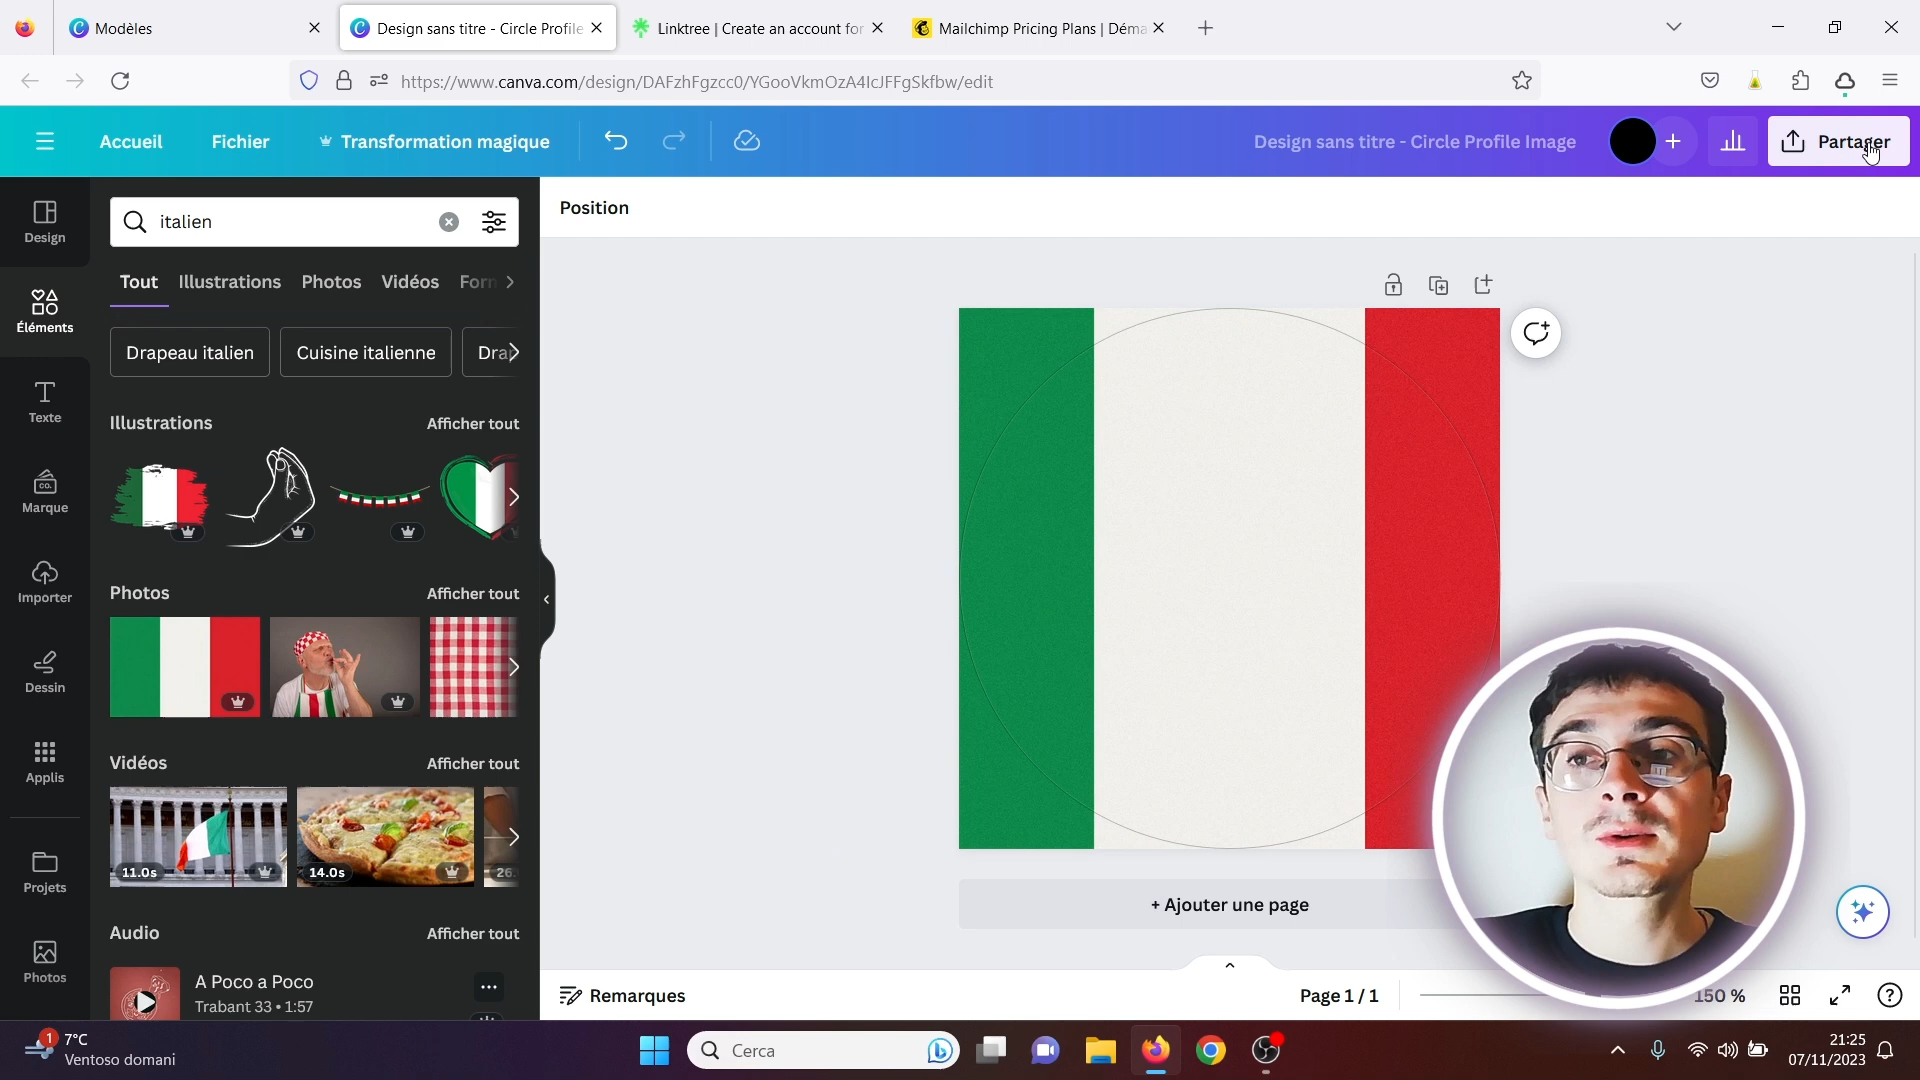 Modèles
Design sans titre - Circle Profile
Linktree | Create an account for
Mailchimp Pricing Plans | Déma
https://www.canva.com/design/DAFzhFgzcc0/YGooVkmOzA4IcJFFgSkfbw/edit
Accueil
Fichier
Transformation magique
Design sans titre - Circle Profile Image
Partager
Design
Éléments
Texte
Marque
Importer
Dessin
Applis
Projets
Photos
italien
Tout
Illustrations
Photos
Vidéos
Form
Drapeau italien
Cuisine italienne
Dra
Illustrations
Afficher tout
Photos
Afficher tout
Vidéos
Afficher tout
11.0s
14.0s
26.
Audio
Afficher tout
A Poco a Poco
Trabant 33 • 1:57
Position
+ Ajouter une page
Remarques
Page 1 / 1
150 %
1
7°C
Ventoso domani
Cerca
21:25
07/11/2023